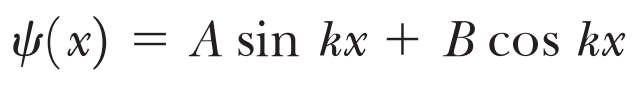 ψ(x) = A sin kx + B cos kx